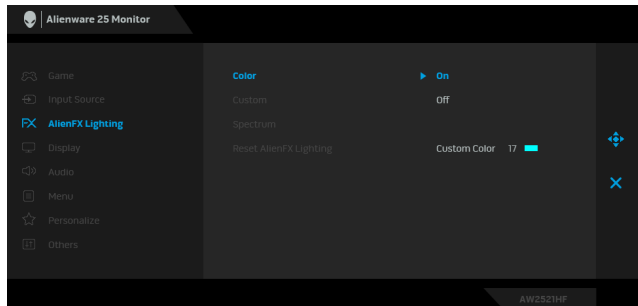 Alienware 25 Monitor
Game
Input Source
FX AlienFX Lighting
Display
Audio
Menu
Personalize
Others
Color
Custom
Spectrum
Reset AlienFX Lighting
On
Off
Custom Color 17
AW2521HF